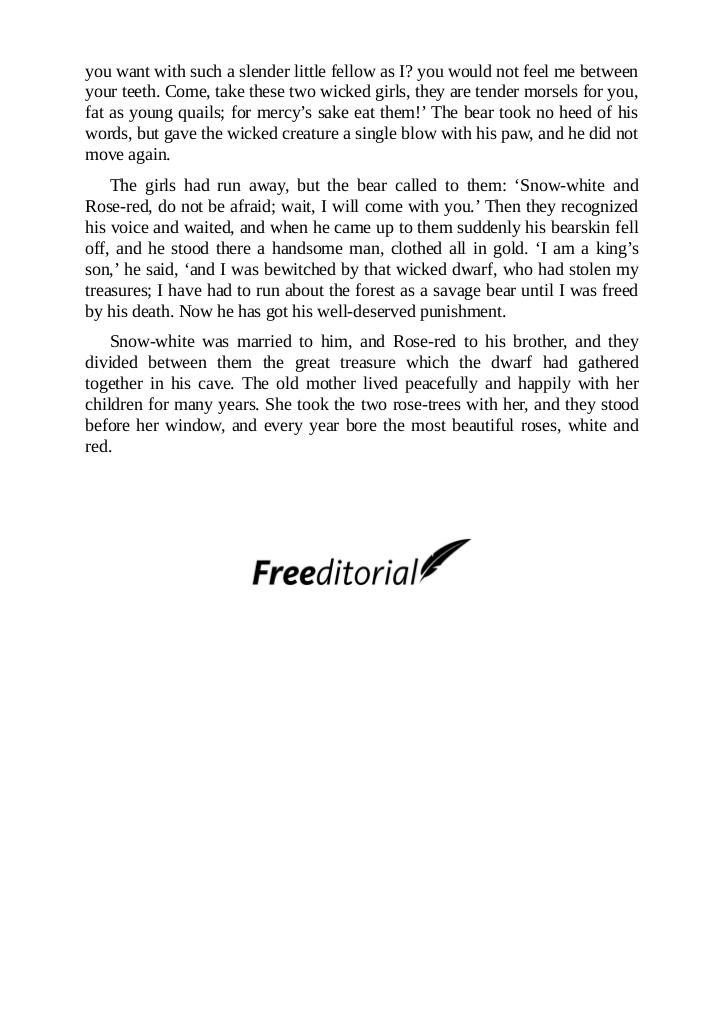 you want with such a slender little fellow as I? you would not feel me between
your teeth. Come, take these two wicked girls, they are tender morsels for you,
fat as young quails; for mercy’s sake eat them!’ The bear took no heed of his
words, but gave the wicked creature a single blow with his paw, and he did not
move again.
The girls had run away, but the bear called to them: ‘Snow-white and
Rose-red, do not be afraid; wait, I will come with you.’ Then they recognized
his voice and waited, and when he came up to them suddenly his bearskin fell
off, and he stood there a handsome man, clothed all in gold. ‘I am a king’s
son,’ he said, ‘and I was bewitched by that wicked dwarf, who had stolen my
treasures; I have had to run about the forest as a savage bear until I was freed
by his death. Now he has got his well-deserved punishment.
Snow-white was married to him, and Rose-red to his brother, and they
divided between them the great treasure which the dwarf had gathered
together in his cave. The old mother lived peacefully and happily with her
children for many years. She took the two rose-trees with her, and they stood
before her window, and every year bore the most beautiful roses, white and
red.
Freeditorial